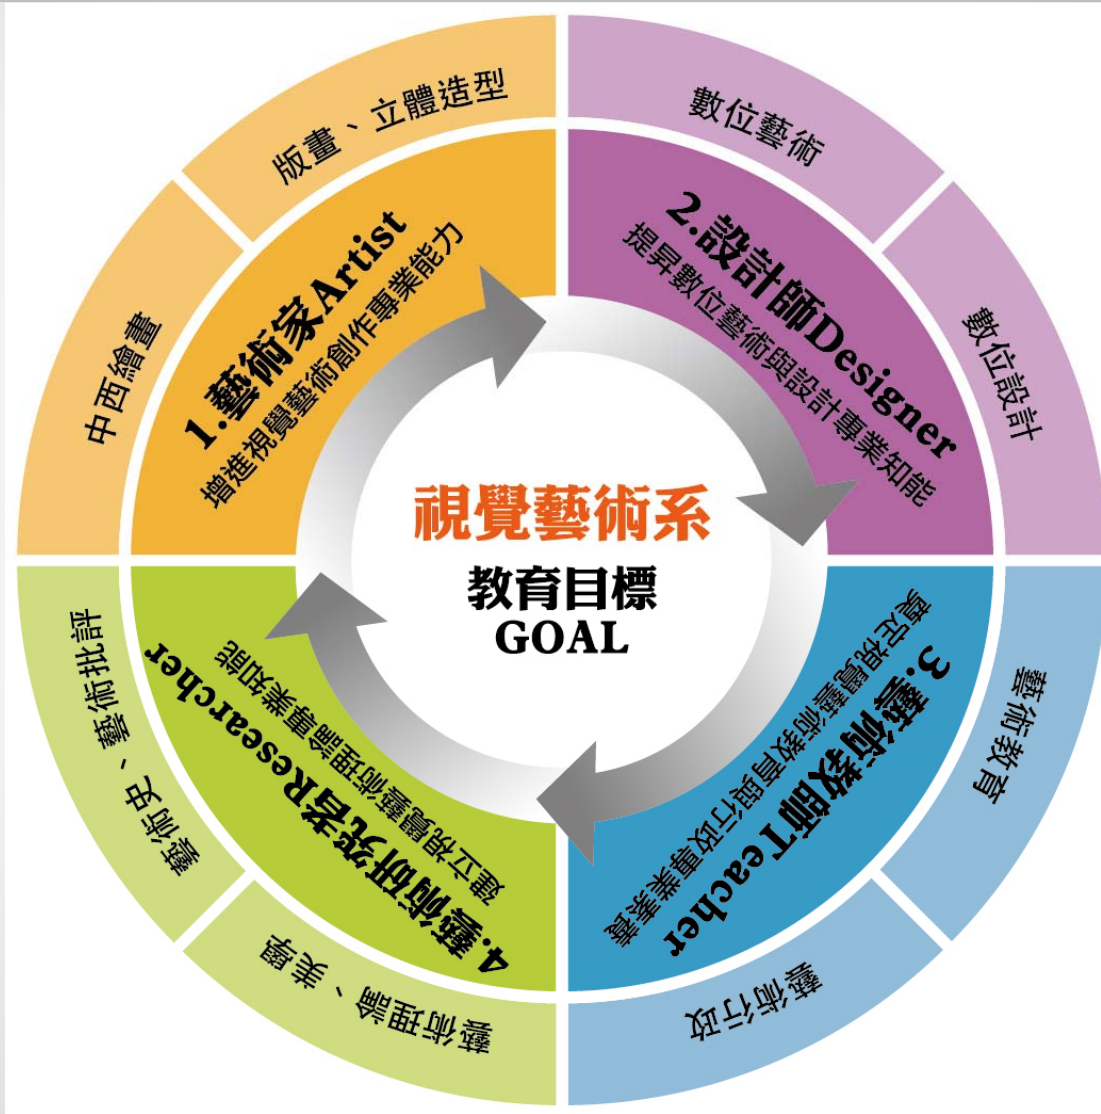 視覺藝術系
教育目標
GOAL
1.藝術家Artist
增進視覺藝術創作專業能力
中西繪畫
版畫、立體造型
2.設計師Designer
提昇數位藝術與設計專業知能
數位藝術
數位設計
3.藝術教師Teacher
奠定視覺藝術教育與行政專業素養
藝術教育
藝術行政
4.藝術研究者Researcher
建立視覺藝術理論專業知能
藝術理論、美學
藝術史、藝術批評